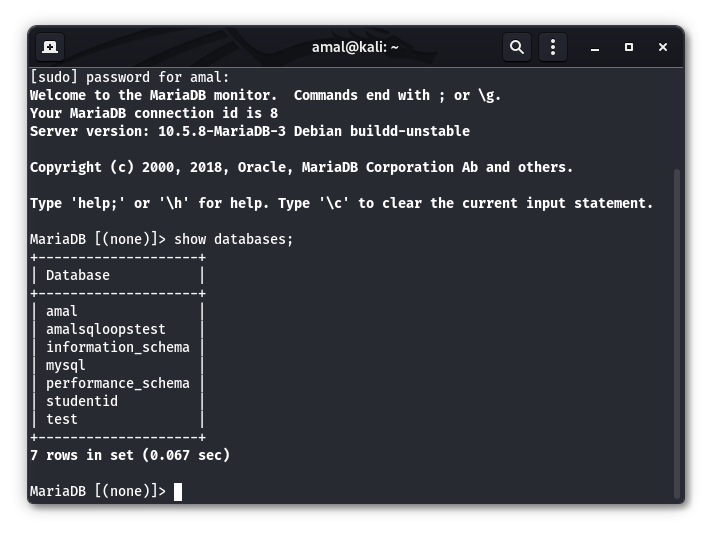 amal@kali: ~
[sudo] password for amal:
Welcome to the MariaDB monitor.  Commands end with ; or \g.
Your MariaDB connection id is 8
Server version: 10.5.8-MariaDB-3 Debian buildd-unstable
Copyright (c) 2000, 2018, Oracle, MariaDB Corporation Ab and others.
Type 'help;' or '\h' for help. Type '\c' to clear the current input statement.
MariaDB [(none)]> show databases;
+--------------------+
| Database           |
+--------------------+
| amal               |
| amalsqloopstest    |
| information_schema |
| mysql              |
| performance_schema |
| studentid          |
| test               |
+--------------------+
7 rows in set (0.067 sec)
MariaDB [(none)]>